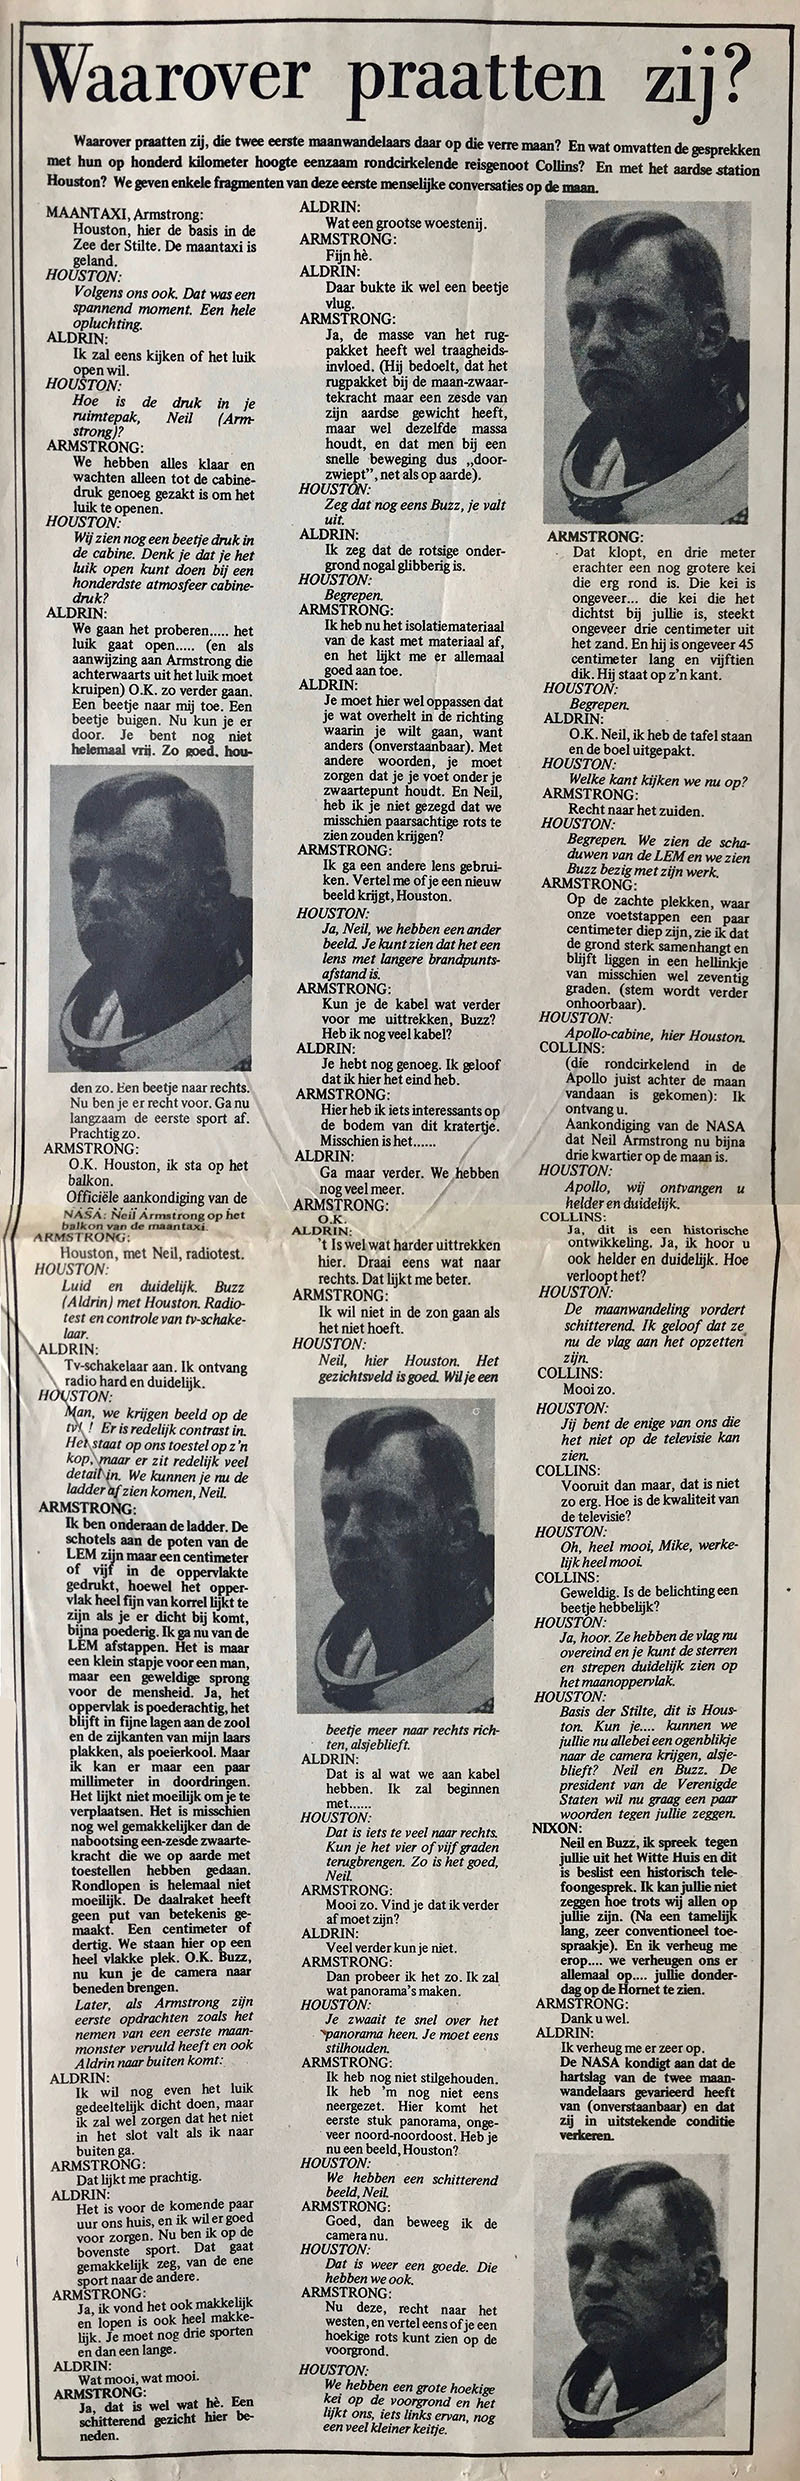 Waarover praatten zij?
Waarover praatten zij, die twee eerste maanwandelaars daar op die verre maan? En wat omvatten de gesprekken
met hun op honderd kilometer hoogte eenzaam rondcirkelende reisgenoot Collins? En met het aardse station
Houston? We geven enkele fragmenten van deze eerste menselijke conversaties op de maan.
MAANTAXI, Armstrong:
Houston, hier de basis in de
Zee der Stilte. De maantaxi is
geland.
HOUSTON:
Volgens ons ook. Dat was een
spannend moment. Een hele
opluchting.
ALDRIN:
Ik zal eens kijken of het luik
open wil.
HOUSTON:
Hoe is de druk in je
ruimtepak, Neil (Arm-
strong)?
ARMSTRONG:
We hebben alles klaar en
wachten alleen tot de cabine-
druk genoeg gezakt is om het
luik te openen.
HOUSTON:
Wij zien nog een beetje druk in
de cabine. Denk je dat je het
luik open kunt doen bij een
honderdste atmosfeer cabine-
druk?
ALDRIN:
We gaan het proberen..... het
luik gaat open..... (en als
aanwijzing aan Armstrong die
achterwaarts uit het luik moet
kruipen) O.K. zo verder gaan.
Een beetje naar mij toe. Een
beetje buigen. Nu kun je er
door. Je bent nog niet
helemaal vrij. Zo goed, hou-
den zo. Een beetje naar rechts.
Nu ben je er recht voor. Ga nu
langzaam de eerste sport af.
Prachtig zo.
ARMSTRONG:
O.K. Houston, ik sta op het
balkon.
Officiële aankondiging van de
NASA: Neil Armstrong op het
balkon van de maantaxi.
ARMSTRONG:
Houston, met Neil, radiotest.
HOUSTON:
Luid en duidelijk. Buzz
(Aldrin) met Houston. Radio-
test en controle van tv-schake-
laar.
ALDRIN:
Tv-schakelaar aan. Ik ontvang
radio hard en duidelijk.
HOUSTON:
Man, we krijgen beeld op de
tv! ! Er is redelijk contrast in.
Het staat op ons toestel op z'n
kop, maar er zit redelijk veel
detail in. We kunnen je nu de
ladder af zien komen, Neil.
ARMSTRONG:
Ik ben onderaan de ladder. De
schotels aan de poten van de
LEM zijn maar een centimeter
of vijf in de oppervlakte
gedrukt, hoewel het opper-
vlak heel fijn van korrel lijkt te
zijn als je er dicht bij komt,
bijna poederig. Ik ga nu van de
LEM afstappen. Het is maar
een klein stapje voor een man,
maar een geweldige sprong
voor de mensheid. Ja, het
oppervlak is poederachtig, het
blijft in fijne lagen aan de zool
en de zijkanten van mijn laars
plakken, als poeierkool. Maar
ik kan er maar een paar
millimeter in doordringen.
Het lijkt niet moeilijk om je te
verplaatsen. Het is misschien
nog wel gemakkelijker dan de
nabootsing een-zesde zwaarte-
kracht die we op aarde met
toestellen hebben gedaan.
Rondlopen is helemaal niet
moeilijk. De daalraket heeft
geen put van betekenis ge-
maakt. Een centimeter of
dertig. We staan hier op een
heel vlakke plek. O.K. Buzz,
nu kun je de camera naar
beneden brengen.
Later, als Armstrong zijn
eerste opdrachten zoals het
nemen van een eerste maan-
monster vervuld heeft en ook
Aldrin naar buiten komt:
ALDRIN:
Ik wil nog even het luik
gedeeltelijk dicht doen, maar
ik zal wel zorgen dat het niet
in het slot valt als ik naar
buiten ga.
ARMSTRONG:
Dat lijkt me prachtig.
ALDRIN:
Het is voor de komende paar
uur ons huis, en ik wil er goed
voor zorgen. Nu ben ik op de
bovenste sport. Dat gaat
gemakkelijk zeg, van de ene
sport naar de andere.
ARMSTRONG:
Ja, ik vond het ook makkelijk
en lopen is ook heel makke-
lijk. Je moet nog drie sporten
en dan een lange.
ALDRIN:
Wat mooi, wat mooi.
ARMSTRONG:
Ja, dat is wel wat hè. Een
schitterend gezicht hier be-
neden.
ALDRIN:
Wat een grootse woestenij.
ARMSTRONG:
Fijn hè.
ALDRIN:
Daar bukte ik wel een beetje
vlug.
ARMSTRONG:
Ja, de masse van het rug-
pakket heeft wel traagheids-
invloed. (Hij bedoelt, dat het
rugpakket bij de maan-zwaar-
tekracht maar een zesde van
zijn aardse gewicht heeft,
maar wel dezelfde massa
houdt, en dat men bij een
snelle beweging dus „door-
zwiept”, net als op aarde).
HOUSTON:
Zeg dat nog eens Buzz, je valt
uit.
ALDRIN:
Ik zeg dat de rotsige onder-
grond nogal glibberig is.
HOUSTON:
Begrepen.
ARMSTRONG:
Ik heb nu het isolatiemateriaal
van de kast met materiaal af,
en het lijkt me er allemaal
goed aan toe.
ALDRIN:
Je moet hier wel oppassen dat
je wat overhelt in de richting
waarin je wilt gaan, want
anders (onverstaanbaar). Met
andere woorden, je moet
zorgen dat je je voet onder je
zwaartepunt houdt. En Neil,
heb ik je niet gezegd dat we
misschien paarsachtige rots te
zien zouden krijgen?
ARMSTRONG:
Ik ga een andere lens gebrui-
ken. Vertel me of je een nieuw
beeld krijgt, Houston.
HOUSTON:
Ja, Neil, we hebben een ander
beeld. Je kunt zien dat het een
lens met langere brandpunts-
afstand is.
ARMSTRONG:
Kun je de kabel wat verder
voor me uittrekken, Buzz?
Heb ik nog veel kabel?
ALDRIN:
Je hebt nog genoeg. Ik geloof
dat ik hier het eind heb.
ARMSTRONG:
Hier heb ik iets interessants op
de bodem van dit kratertje.
Misschien is het......
ALDRIN:
Ga maar verder. We hebben
nog veel meer.
ARMSTRONG:
O.K.
ALDRIN:
't Is wel wat harder uittrekken
hier. Draai eens wat naar
rechts. Dat lijkt me beter.
ARMSTRONG:
Ik wil niet in de zon gaan als
het niet hoeft.
HOUSTON:
Neil, hier Houston. Het
gezichtsveld is goed. Wil je een
beetje meer naar rechts rich-
ten, alsjeblieft.
ALDRIN:
Dat is al wat we aan kabel
hebben. Ik zal beginnen
met......
HOUSTON:
Dat is iets te veel naar rechts.
Kun je het vier of vijf graden
terugbrengen. Zo is het goed,
Neil.
ARMSTRONG:
Mooi zo. Vind je dat ik verder
af moet zijn?
ALDRIN:
Veel verder kun je niet.
ARMSTRONG:
Dan probeer ik het zo. Ik zal
wat panorama's maken.
HOUSTON:
Je zwaait te snel over het
panorama heen. Je moet eens
stilhouden.
ARMSTRONG:
Ik heb nog niet stilgehouden.
Ik heb 'm nog niet eens
neergezet. Hier komt het
eerste stuk panorama, onge-
veer noord-noordoost. Heb je
nu een beeld, Houston?
HOUSTON:
We hebben een schitterend
beeld, Neil.
ARMSTRONG:
Goed, dan beweeg ik de
camera nu.
HOUSTON:
Dat is weer een goede. Die
hebben we ook.
ARMSTRONG:
Nu deze, recht naar het
westen, en vertel eens of je een
hoekige rots kunt zien op de
voorgrond.
HOUSTON:
We hebben een grote hoekige
kei op de voorgrond en het
lijkt ons, iets links ervan, nog
een veel kleiner keitje.
ARMSTRONG:
Dat klopt, en drie meter
erachter een nog grotere kei
die erg rond is. Die kei is
ongeveer... die kei die het
dichtst bij jullie is, steekt
ongeveer drie centimeter uit
het zand. En hij is ongeveer 45
centimeter lang en vijftien
dik. Hij staat op z'n kant.
HOUSTON:
Begrepen.
ALDRIN:
O.K. Neil, ik heb de tafel staan
en de boel uitgepakt.
HOUSTON:
Welke kant kijken we nu op?
ARMSTRONG:
Recht naar het zuiden.
HOUSTON:
Begrepen. We zien de scha-
duwen van de LEM en we zien
Buzz bezig met zijn werk.
ARMSTRONG:
Op de zachte plekken, waar
onze voetstappen een paar
centimeter diep zijn, zie ik dat
de grond sterk samenhangt en
blijft liggen in een hellinkje
van misschien wel zeventig
graden. (stem wordt verder
onhoorbaar).
HOUSTON:
Apollo-cabine, hier Houston.
COLLINS:
(die rondcirkelend in de
Apollo juist achter de maan
vandaan is gekomen): Ik
ontvang u.
Aankondiging van de NASA
dat Neil Armstrong nu bijna
drie kwartier op de maan is.
HOUSTON:
Apollo, wij ontvangen u
helder en duidelijk.
COLLINS:
Ja, dit is een historische
ontwikkeling. Ja, ik hoor u
ook helder en duidelijk. Hoe
verloopt het?
HOUSTON:
De maanwandeling vordert
schitterend. Ik geloof dat ze
nu de vlag aan het opzetten
zijn.
COLLINS:
Mooi zo.
HOUSTON:
Jij bent de enige van ons die
het niet op de televisie kan
zien.
COLLINS:
Vooruit dan maar, dat is niet
zo erg. Hoe is de kwaliteit van
de televisie?
HOUSTON:
Oh, heel mooi, Mike, werke-
lijk heel mooi.
COLLINS:
Geweldig. Is de belichting een
beetje hebbelijk?
HOUSTON:
Ja, hoor. Ze hebben de vlag nu
overeind en je kunt de sterren
en strepen duidelijk zien op
het maanoppervlak.
HOUSTON:
Basis der Stilte, dit is Hous-
ton. Kun je.... kunnen we
jullie nu allebei een ogenblikje
naar de camera krijgen, alsje-
blieft? Neil en Buzz. De
president van de Verenigde
Staten wil nu graag een paar
woorden tegen jullie zeggen.
NIXON:
Neil en Buzz, ik spreek tegen
jullie uit het Witte Huis en dit
is beslist een historisch tele-
foongesprek. Ik kan jullie niet
zeggen hoe trots wij allen op
jullie zijn. (Na een tamelijk
lang, zeer conventioneel toe-
spraakje). En ik verheug me
erop.... we verheugen ons er
allemaal op.... jullie donder-
dag op de Hornet te zien.
ARMSTRONG:
Dank u wel.
ALDRIN:
Ik verheug me er zeer op.
De NASA kondigt aan dat de
hartslag van de twee maan-
wandelaars gevarieerd heeft
van (onverstaanbaar) en dat
zij in uitstekende conditie
verkeren.